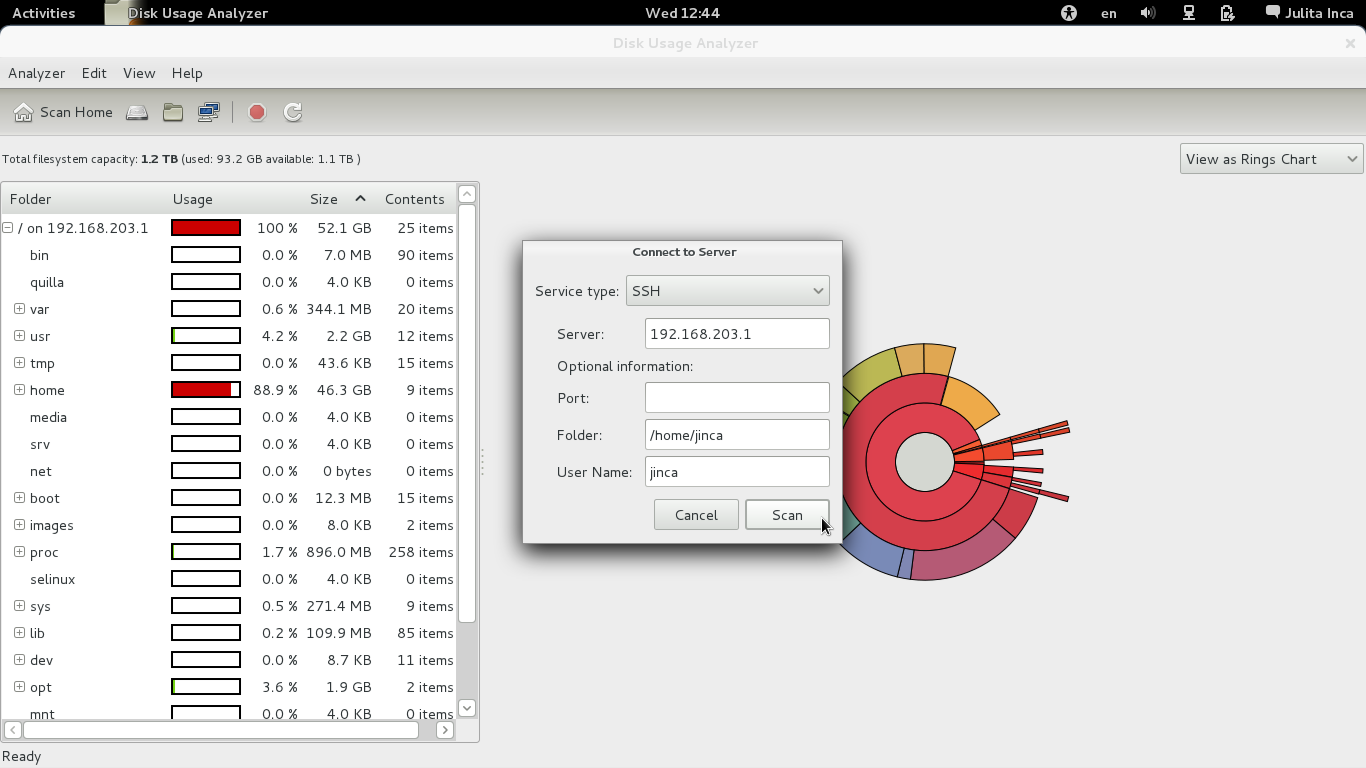 Activities Disk Usage Analyzer Wed 12:44 en Julita Inca
Disk Usage Analyzer
Analyzer Edit View Help
Scan Home
Total filesystem capacity: 1.2 TB (used: 93.2 GB available: 1.1 TB )
View as Rings Chart
Folder Usage Size Contents
/ on 192.168.203.1 100 % 52.1 GB 25 items
bin 0.0 % 7.0 MB 90 items
quilla 0.0 % 4.0 KB 0 items
var 0.6 % 344.1 MB 20 items
usr 4.2 % 2.2 GB 12 items
tmp 0.0 % 43.6 KB 15 items
home 88.9 % 46.3 GB 9 items
media 0.0 % 4.0 KB 0 items
srv 0.0 % 4.0 KB 0 items
net 0.0 % 0 bytes 0 items
boot 0.0 % 12.3 MB 15 items
images 0.0 % 8.0 KB 2 items
proc 1.7 % 896.0 MB 258 items
selinux 0.0 % 4.0 KB 0 items
sys 0.5 % 271.4 MB 9 items
lib 0.2 % 109.9 MB 85 items
dev 0.0 % 8.7 KB 11 items
opt 3.6 % 1.9 GB 2 items
mnt 0.0 % 4.0 KB 0 items
Connect to Server
Service type: SSH
Server: 192.168.203.1
Optional information:
Port:
Folder: /home/jinca
User Name: jinca
Cancel Scan
Ready